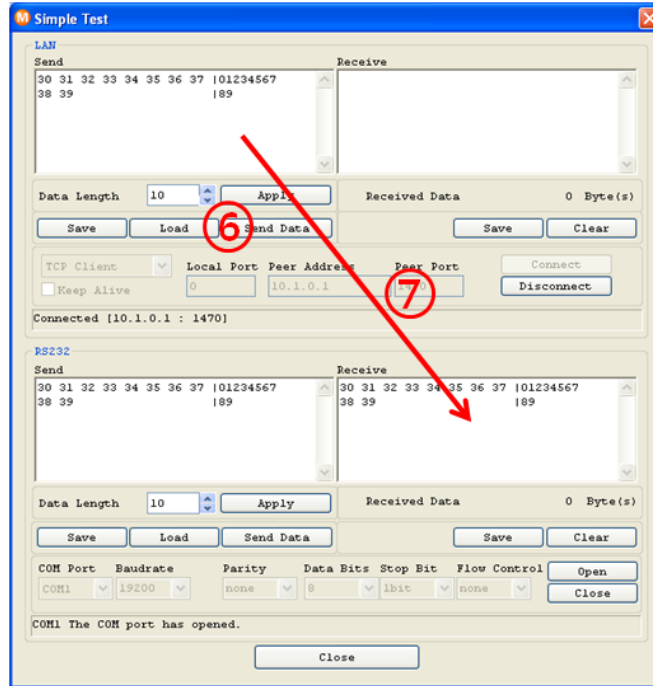 Simple Test
LAN
Send Receive
30 31 32 33 34 35 36 37 |01234567
38 39 |89
Data Length 10 Apply Received Data 0 Byte(s)
Save Load ⑥ Send Data Save Clear
TCP Client Local Port Peer Address Peer Port Connect
Keep Alive 0 10.1.0.1 1470 ⑦ Disconnect
Connected [10.1.0.1 : 1470]
RS232
Send Receive
30 31 32 33 34 35 36 37 |01234567 30 31 32 33 34 35 36 37 |01234567
38 39 |89 38 39 |89
Data Length 10 Apply Received Data 0 Byte(s)
Save Load Send Data Save Clear
COM Port Baudrate Parity Data Bits Stop Bit Flow Control Open
COM1 19200 none 8 1bit none Close
COM1 The COM port has opened.
Close